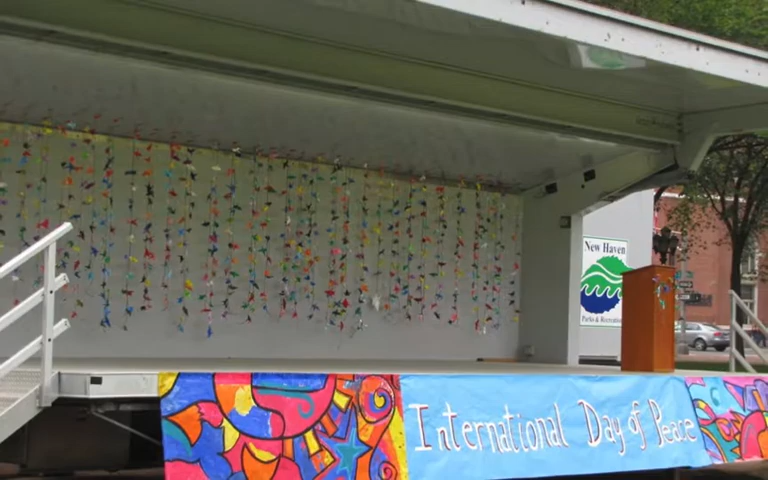 New Haven
Parks & Recreation
International Day of Peace